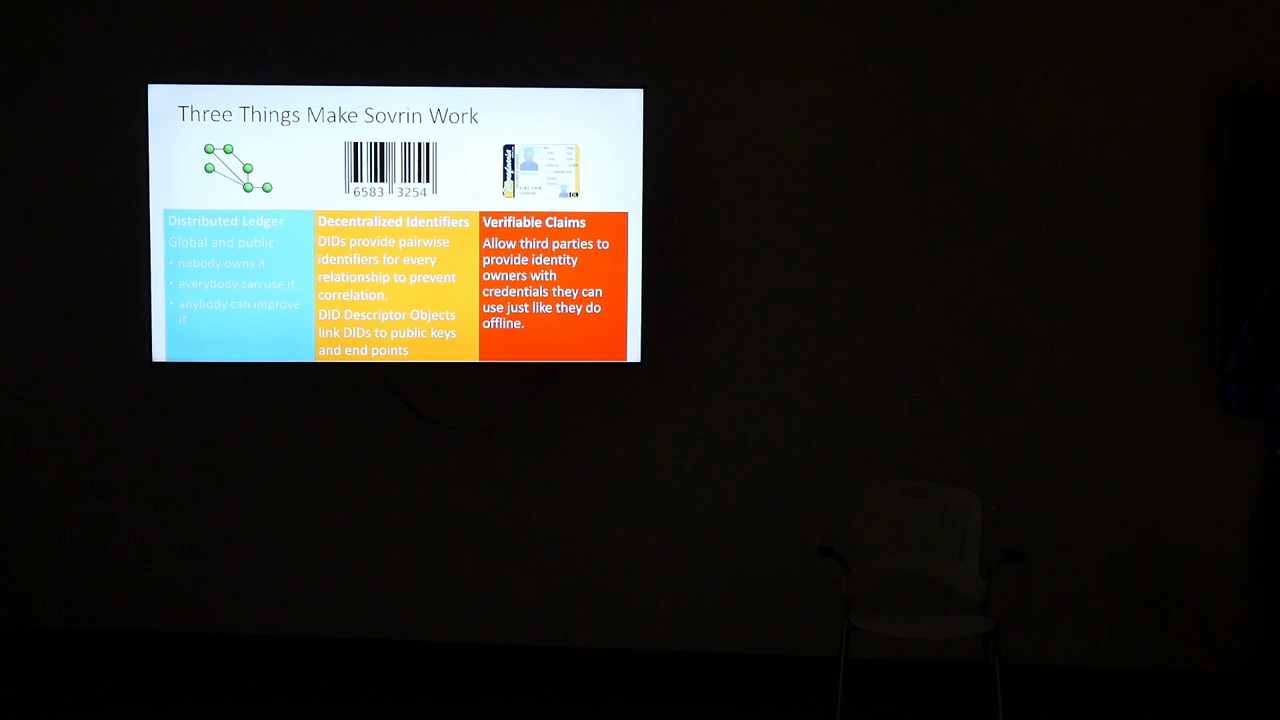 Three Things Make Sovrin Work
6583 3254
Distributed Ledger
Global and public
• nobody owns it
• everybody can use it
• anybody can improve
it
Decentralized Identifiers
DIDs provide pairwise
identifiers for every
relationship to prevent
correlation.
DID Descriptor Objects
link DIDs to public keys
and end points
Verifiable Claims
Allow third parties to
provide identity
owners with
credentials they can
use just like they do
offline.